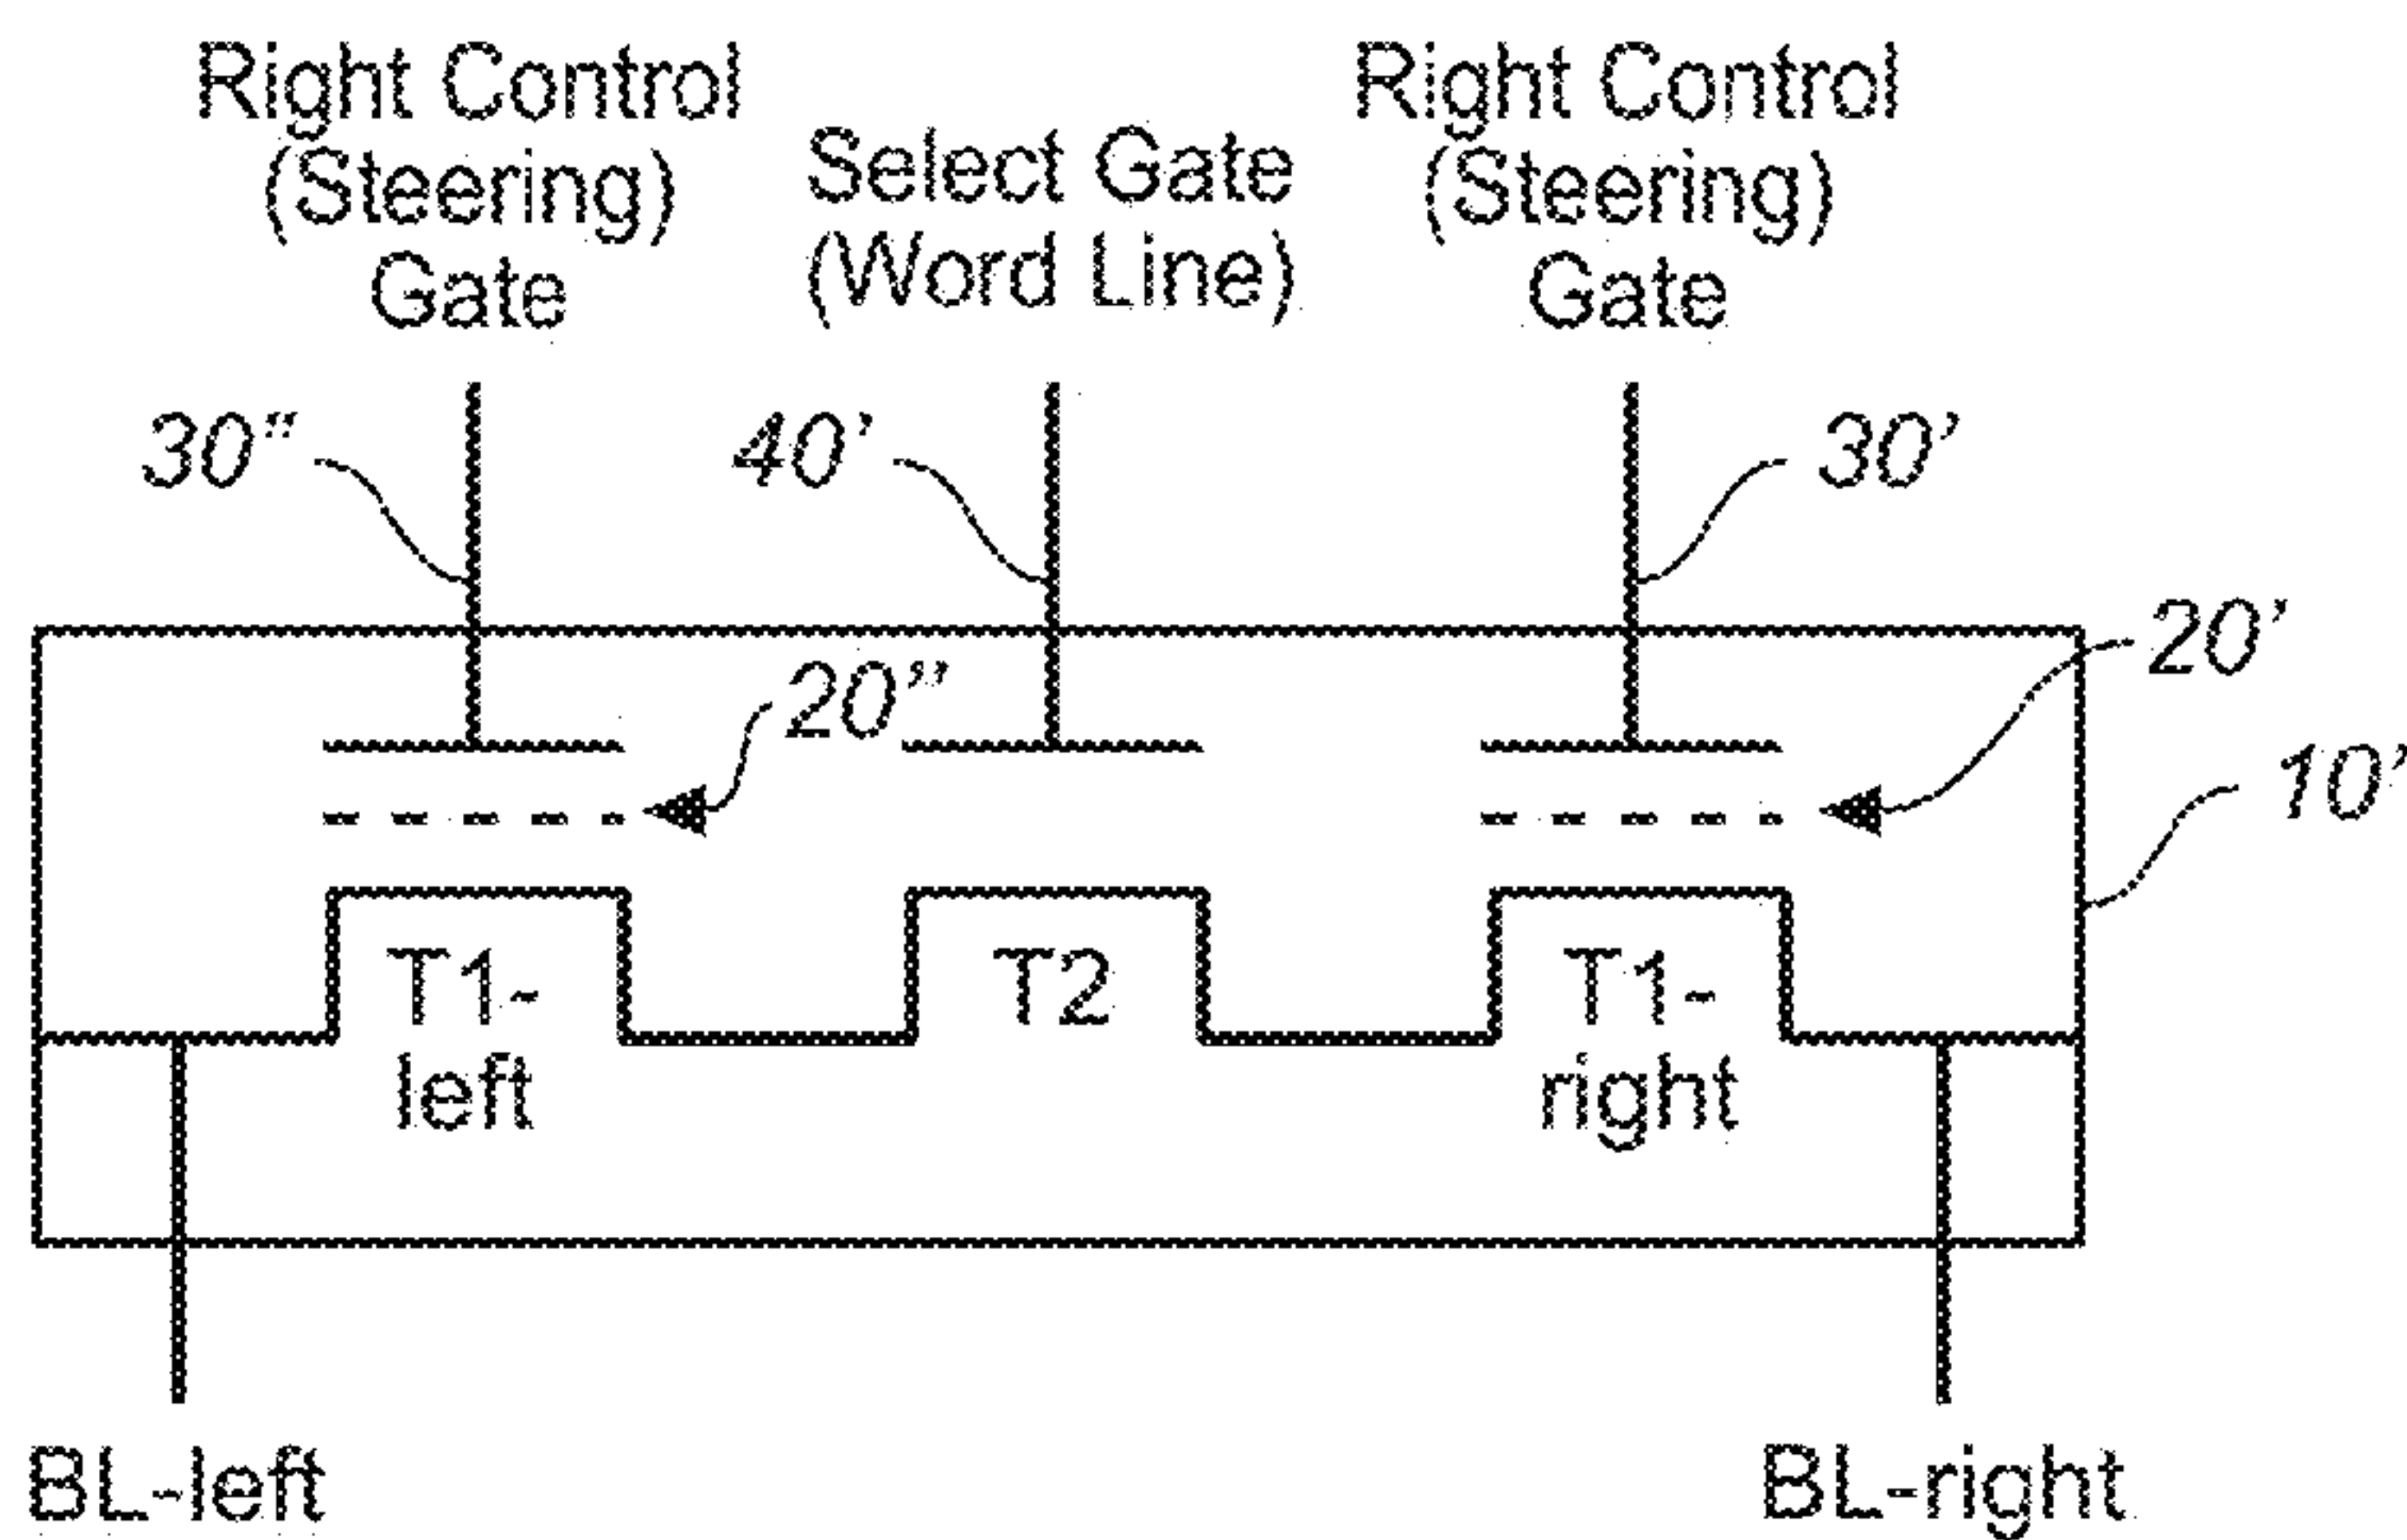 Right Control
(Steering)
Gate
Select Gate
(Word Line)
Right Control
(Steering)
Gate
30"
40'
30'
20"
20'
10'
T1-
left
T2
T1-
right
BL-left
BL-right